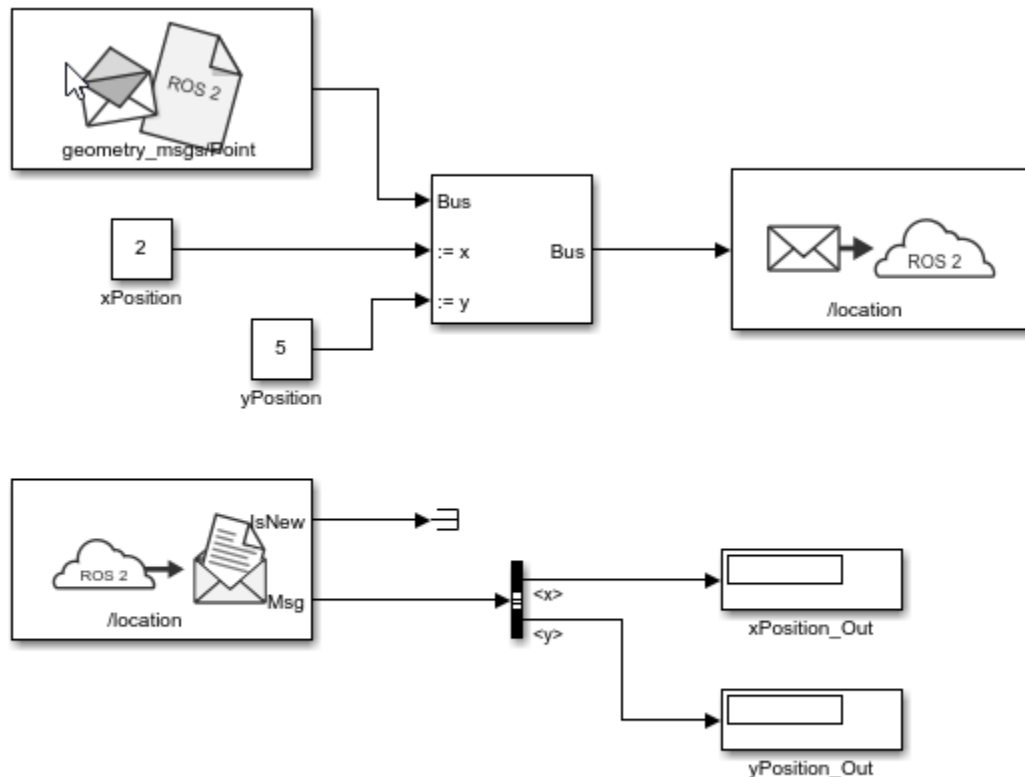 ROS 2
geometry_msgs/Point
2
xPosition
5
yPosition
Bus
:= x
:= y
Bus
ROS 2
/location
ROS 2
/location
IsNew
Msg
<x>
<y>
xPosition_Out
yPosition_Out